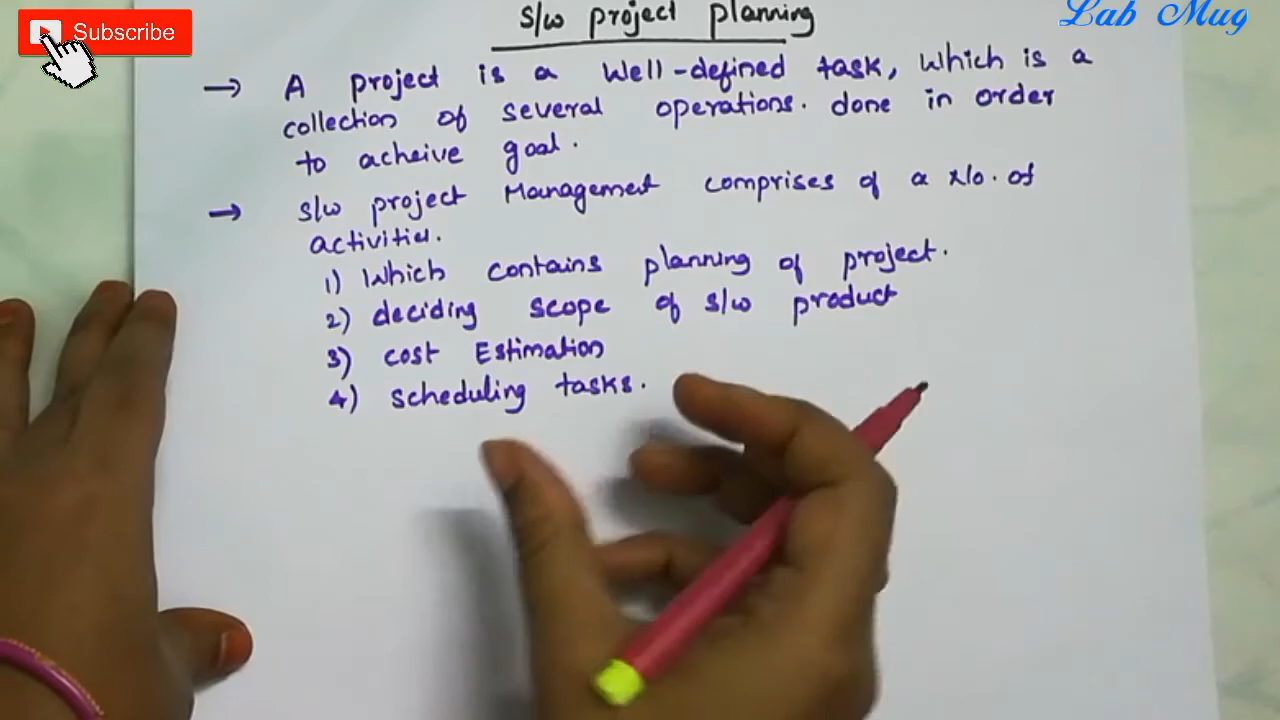 Subscribe
Lab Mug
s/w project planning
→ A project is a Well-defined task, which is a
collection of several operations. done in order
to acheive goal.
→ s/w project Management comprises of a no. of
activities.
1) Which contains planning of project.
2) deciding scope of s/w product
3) cost Estimation
4) scheduling tasks.